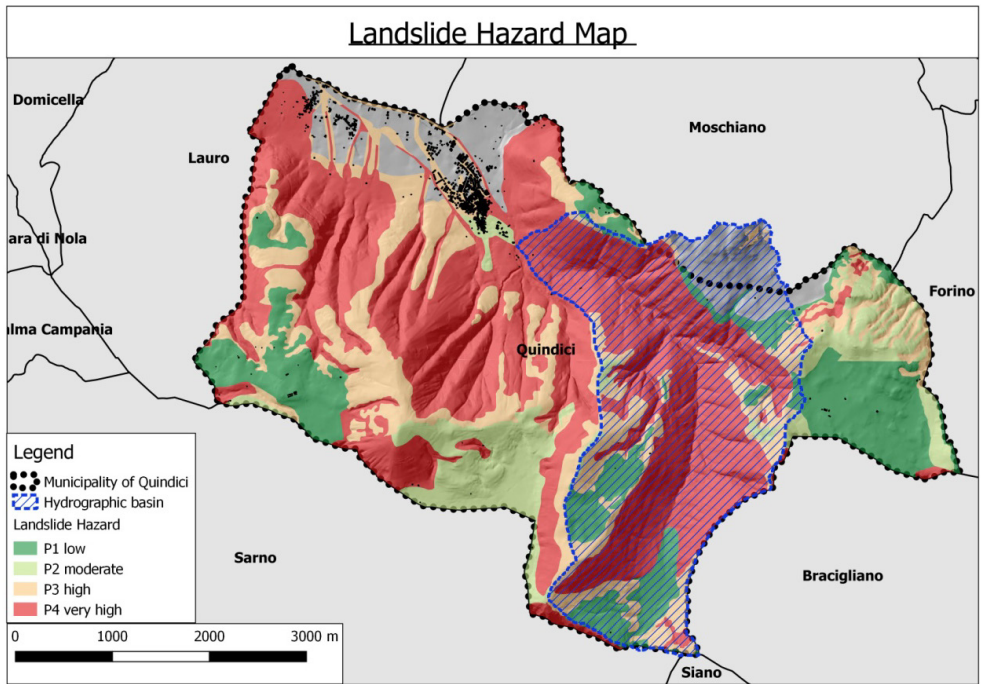 Landslide Hazard Map
Domicella
Moschiano
Lauro
ara di Nola
Forino
alma Campania
Quindici
Legend
Municipality of Quindici
Hydrographic basin
Landslide Hazard
P1 low
P2 moderate
P3 high
P4 very high
Sarno
Bracigliano
0 1000 2000 3000 m
Siano